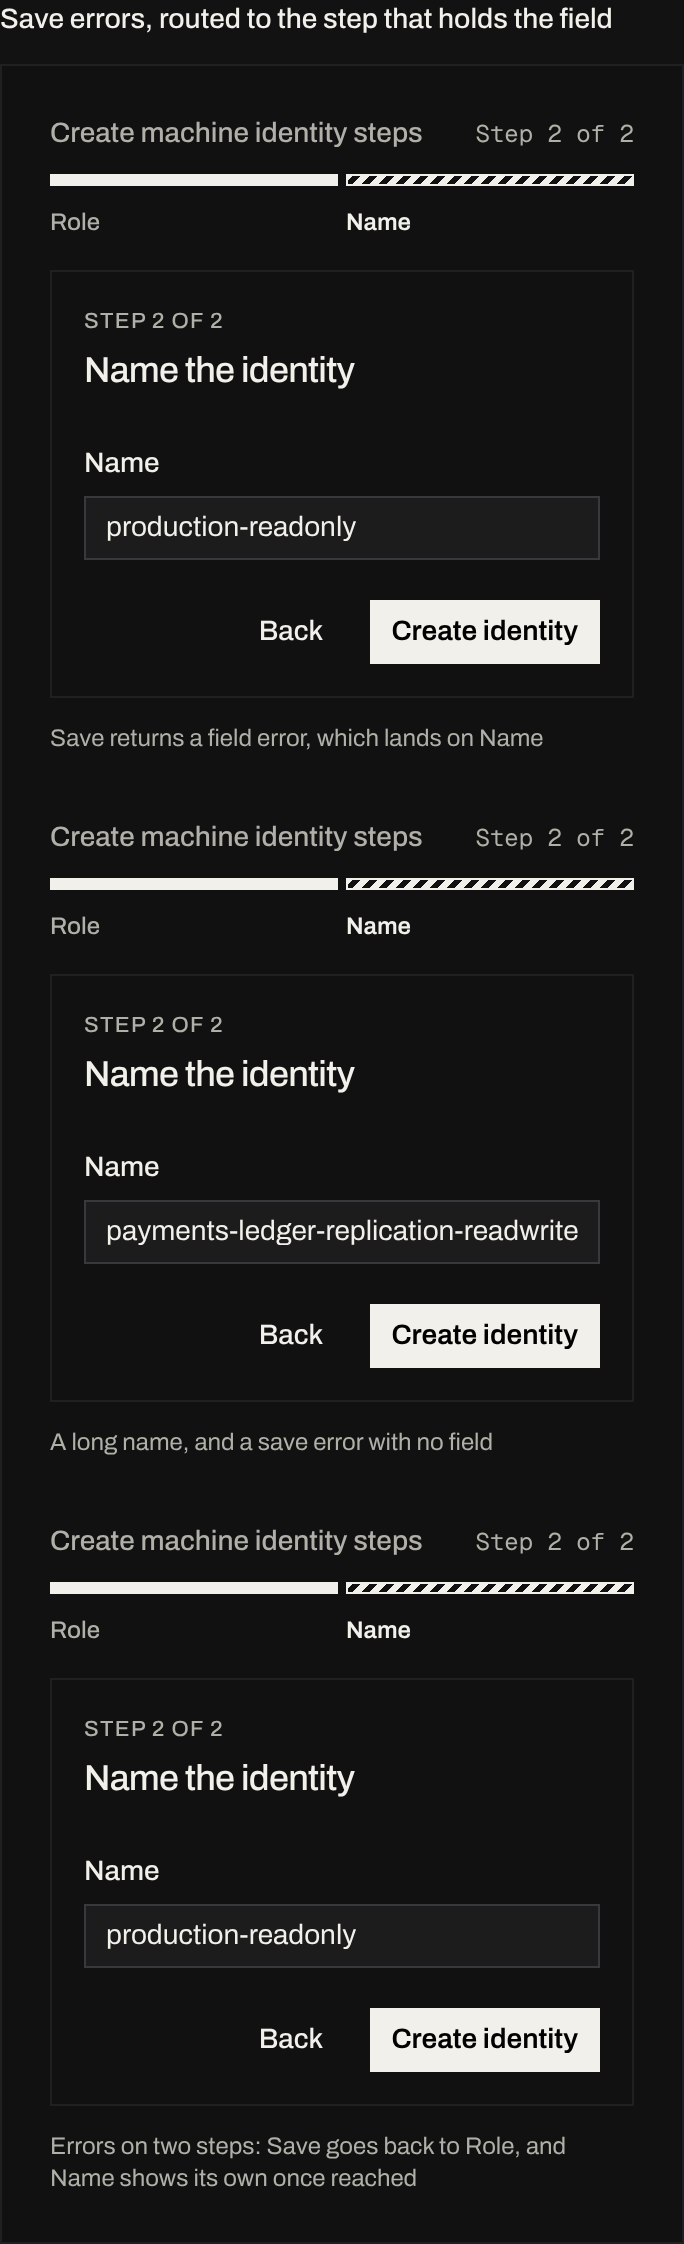 Save errors, routed to the step that holds the field
Create machine identity steps
Step 2 of 2
Role
Name
STEP 2 OF 2
Name the identity
Name
production-readonly
Back
Create identity
Save returns a field error, which lands on Name
Create machine identity steps
Step 2 of 2
Role
Name
STEP 2 OF 2
Name the identity
Name
payments-ledger-replication-readwrite
Back
Create identity
A long name, and a save error with no field
Create machine identity steps
Step 2 of 2
Role
Name
STEP 2 OF 2
Name the identity
Name
production-readonly
Back
Create identity
Errors on two steps: Save goes back to Role, and
Name shows its own once reached